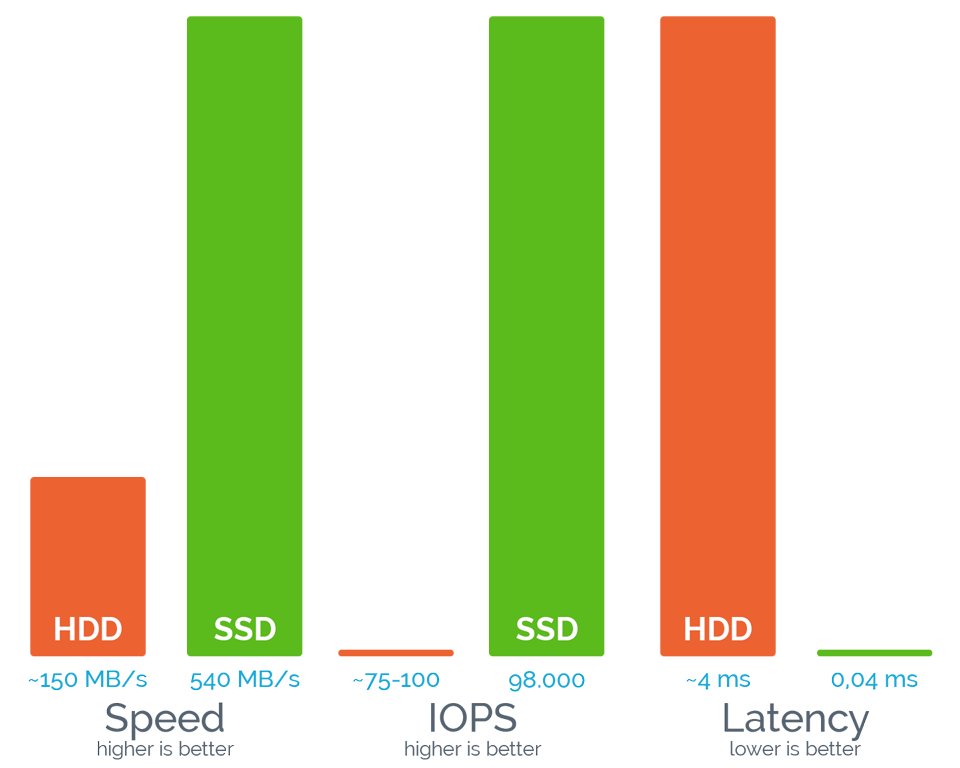 HDD
SSD
SSD
HDD
~150 MB/s
540 MB/s
~75-100
98.000
~4 ms
0,04 ms
Speed
IOPS
Latency
higher is better
higher is better
lower is better